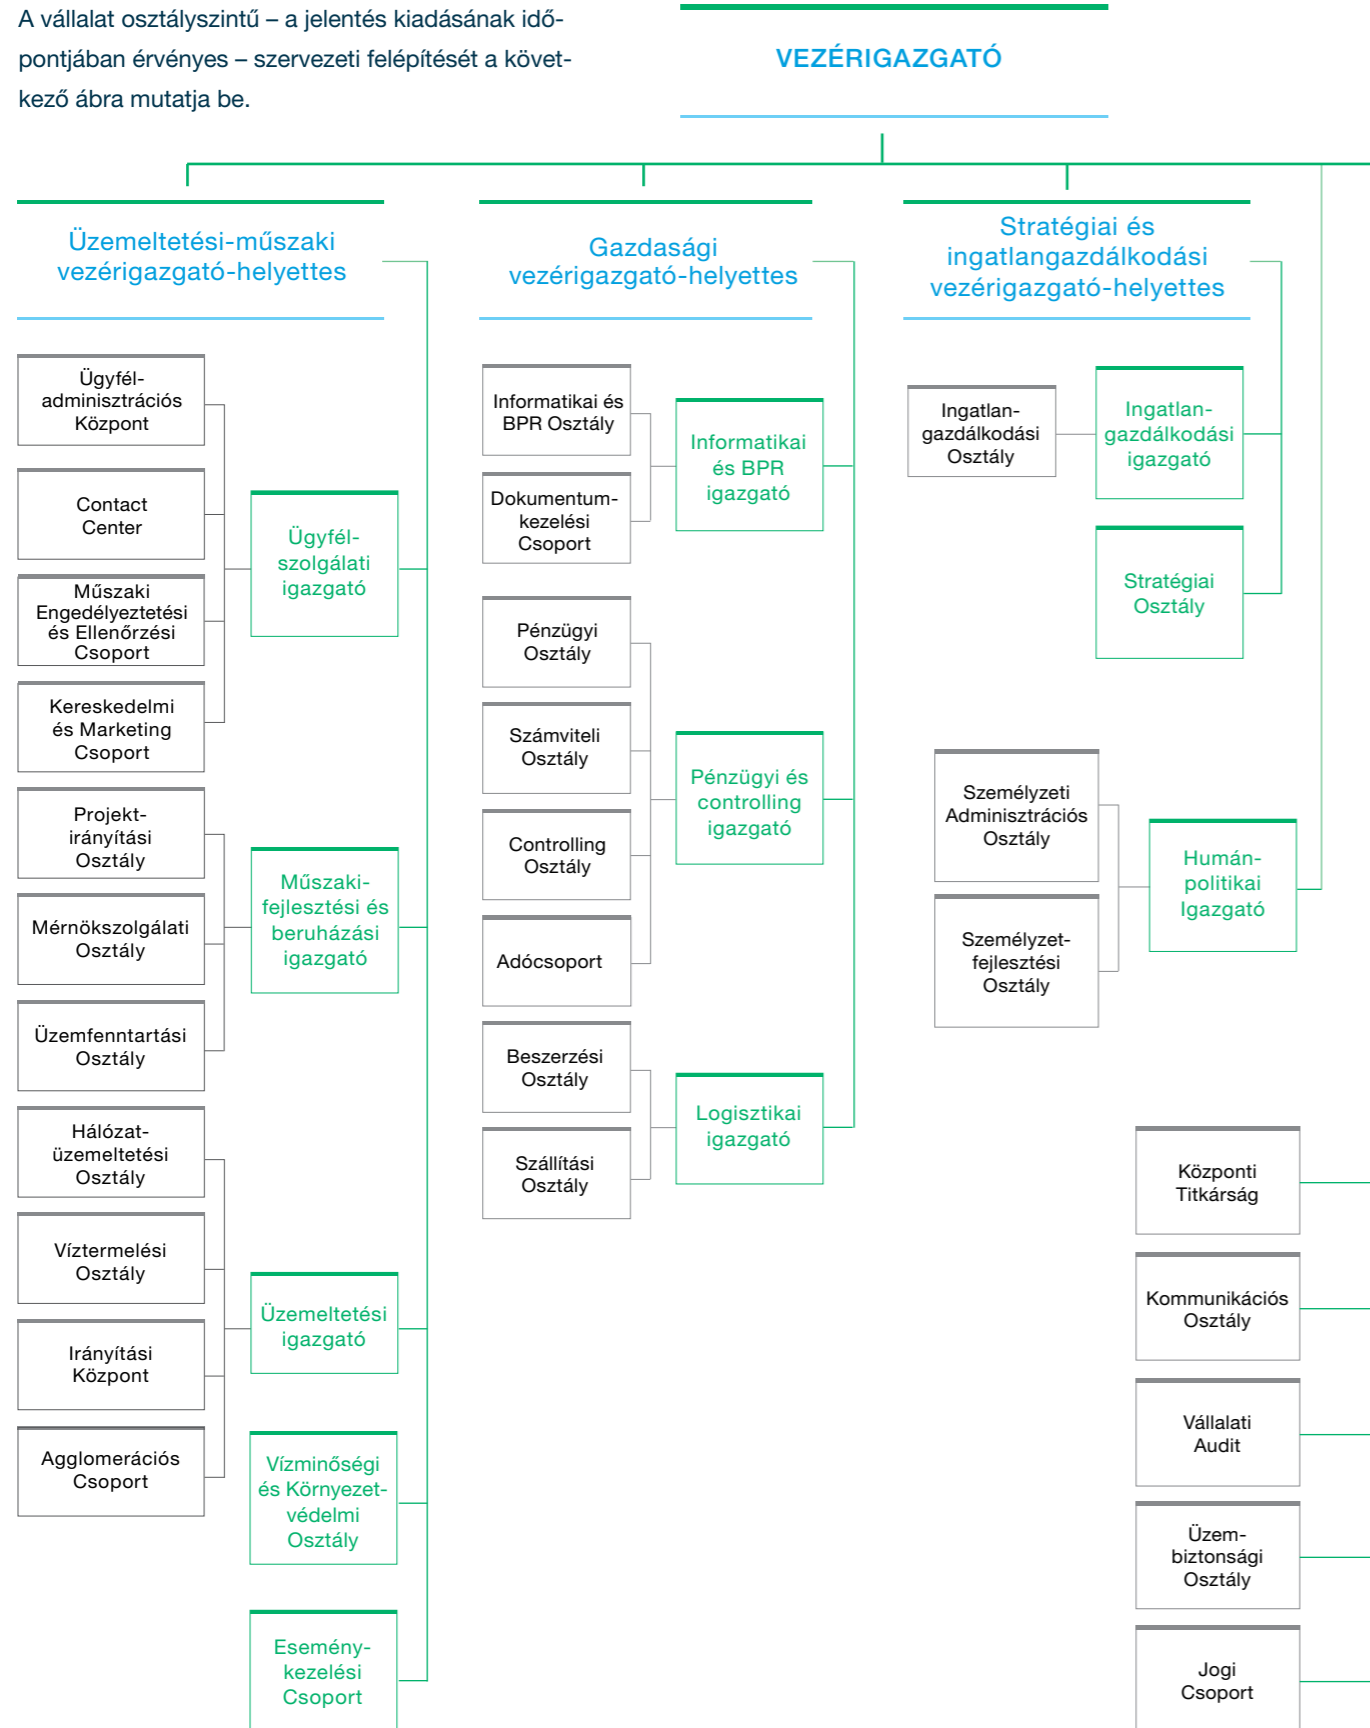 A vállalat osztályszintű – a jelentés kiadásának idő-
pontjában érvényes – szervezeti felépítését a követ-
kező ábra mutatja be.
VEZÉRIGAZGATÓ
Üzemeltetési-műszaki
vezérigazgató-helyettes
Ügyfél-
adminisztrációs
Központ
Contact
Center
Műszaki
Engedélyeztetési
és Ellenőrzési
Csoport
Kereskedelmi
és Marketing
Csoport
Ügyfél-
szolgálati
igazgató
Projekt-
irányítási
Osztály
Mérnökszolgálati
Osztály
Üzemfenntartási
Osztály
Műszaki-
fejlesztési és
beruházási
igazgató
Hálózat-
üzemeltetési
Osztály
Víztermelési
Osztály
Irányítási
Központ
Agglomerációs
Csoport
Üzemeltetési
igazgató
Vízminőségi
és Környezet-
védelmi
Osztály
Esemény-
kezelési
Csoport
Gazdasági
vezérigazgató-helyettes
Informatikai és
BPR Osztály
Dokumentum-
kezelési
Csoport
Informatikai
és BPR
igazgató
Pénzügyi
Osztály
Számviteli
Osztály
Controlling
Osztály
Adócsoport
Pénzügyi és
controlling
igazgató
Beszerzési
Osztály
Szállítási
Osztály
Logisztikai
igazgató
Stratégiai és
ingatlangazdálkodási
vezérigazgató-helyettes
Ingatlan-
gazdálkodási
Osztály
Ingatlan-
gazdálkodási
igazgató
Stratégiai
Osztály
Személyzeti
Adminisztrációs
Osztály
Személyzet-
fejlesztési
Osztály
Humán-
politikai
Igazgató
Központi
Titkárság
Kommunikációs
Osztály
Vállalati
Audit
Üzem-
biztonsági
Osztály
Jogi
Csoport